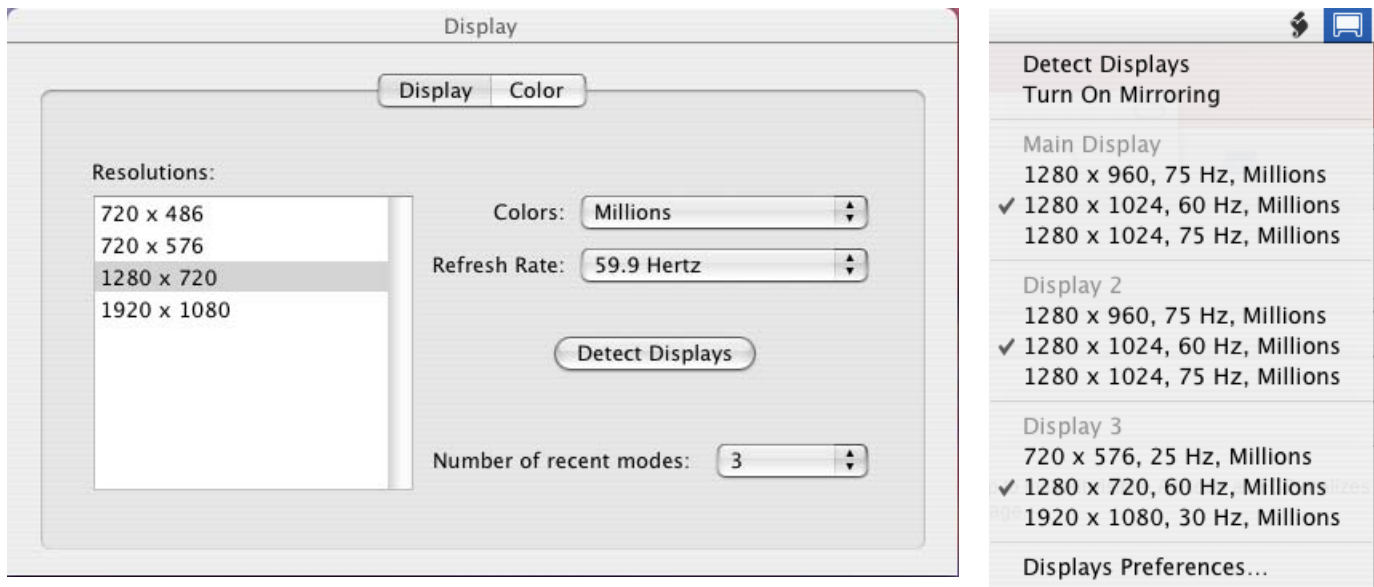 Display
Display Color
Resolutions:
720 x 486
720 x 576
1280 x 720
1920 x 1080
Colors: Millions
Refresh Rate: 59.9 Hertz
Detect Displays
Number of recent modes: 3
Detect Displays
Turn On Mirroring
Main Display
1280 x 960, 75 Hz, Millions
✓ 1280 x 1024, 60 Hz, Millions
1280 x 1024, 75 Hz, Millions
Display 2
1280 x 960, 75 Hz, Millions
✓ 1280 x 1024, 60 Hz, Millions
1280 x 1024, 75 Hz, Millions
Display 3
720 x 576, 25 Hz, Millions
✓ 1280 x 720, 60 Hz, Millions
1920 x 1080, 30 Hz, Millions
Displays Preferences...